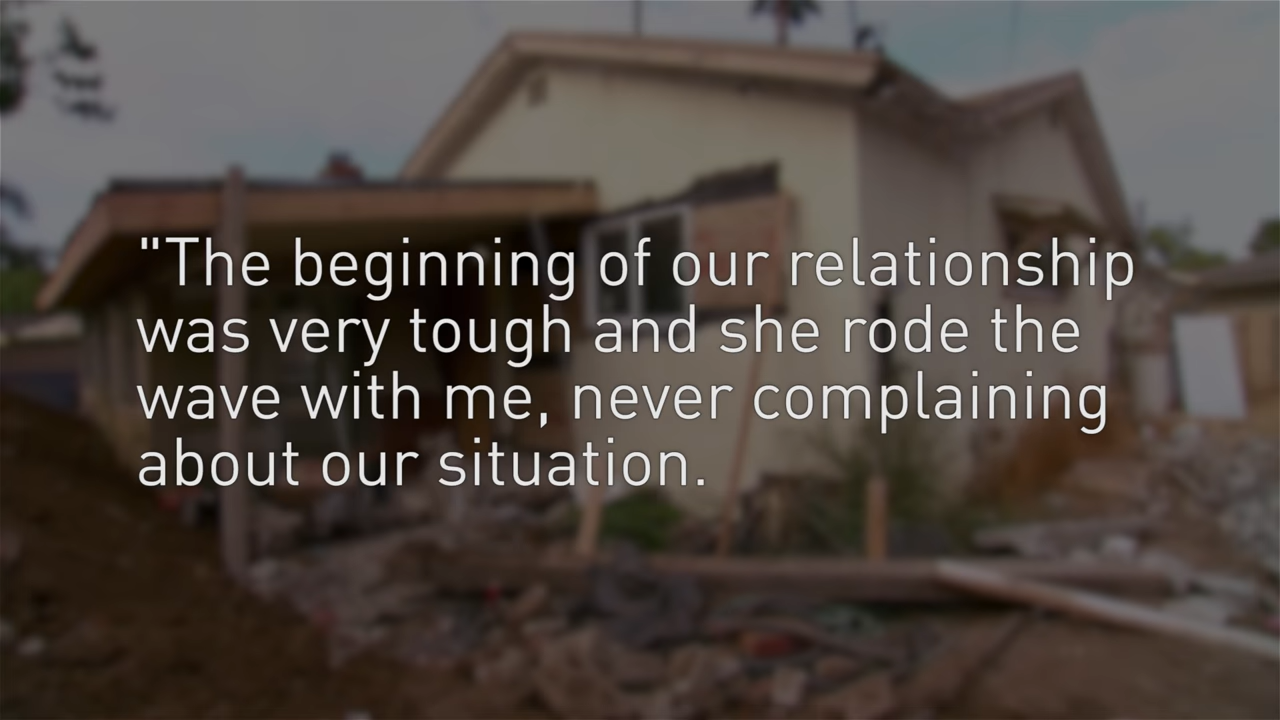 "The beginning of our relationship
was very tough and she rode the
wave with me, never complaining
about our situation.